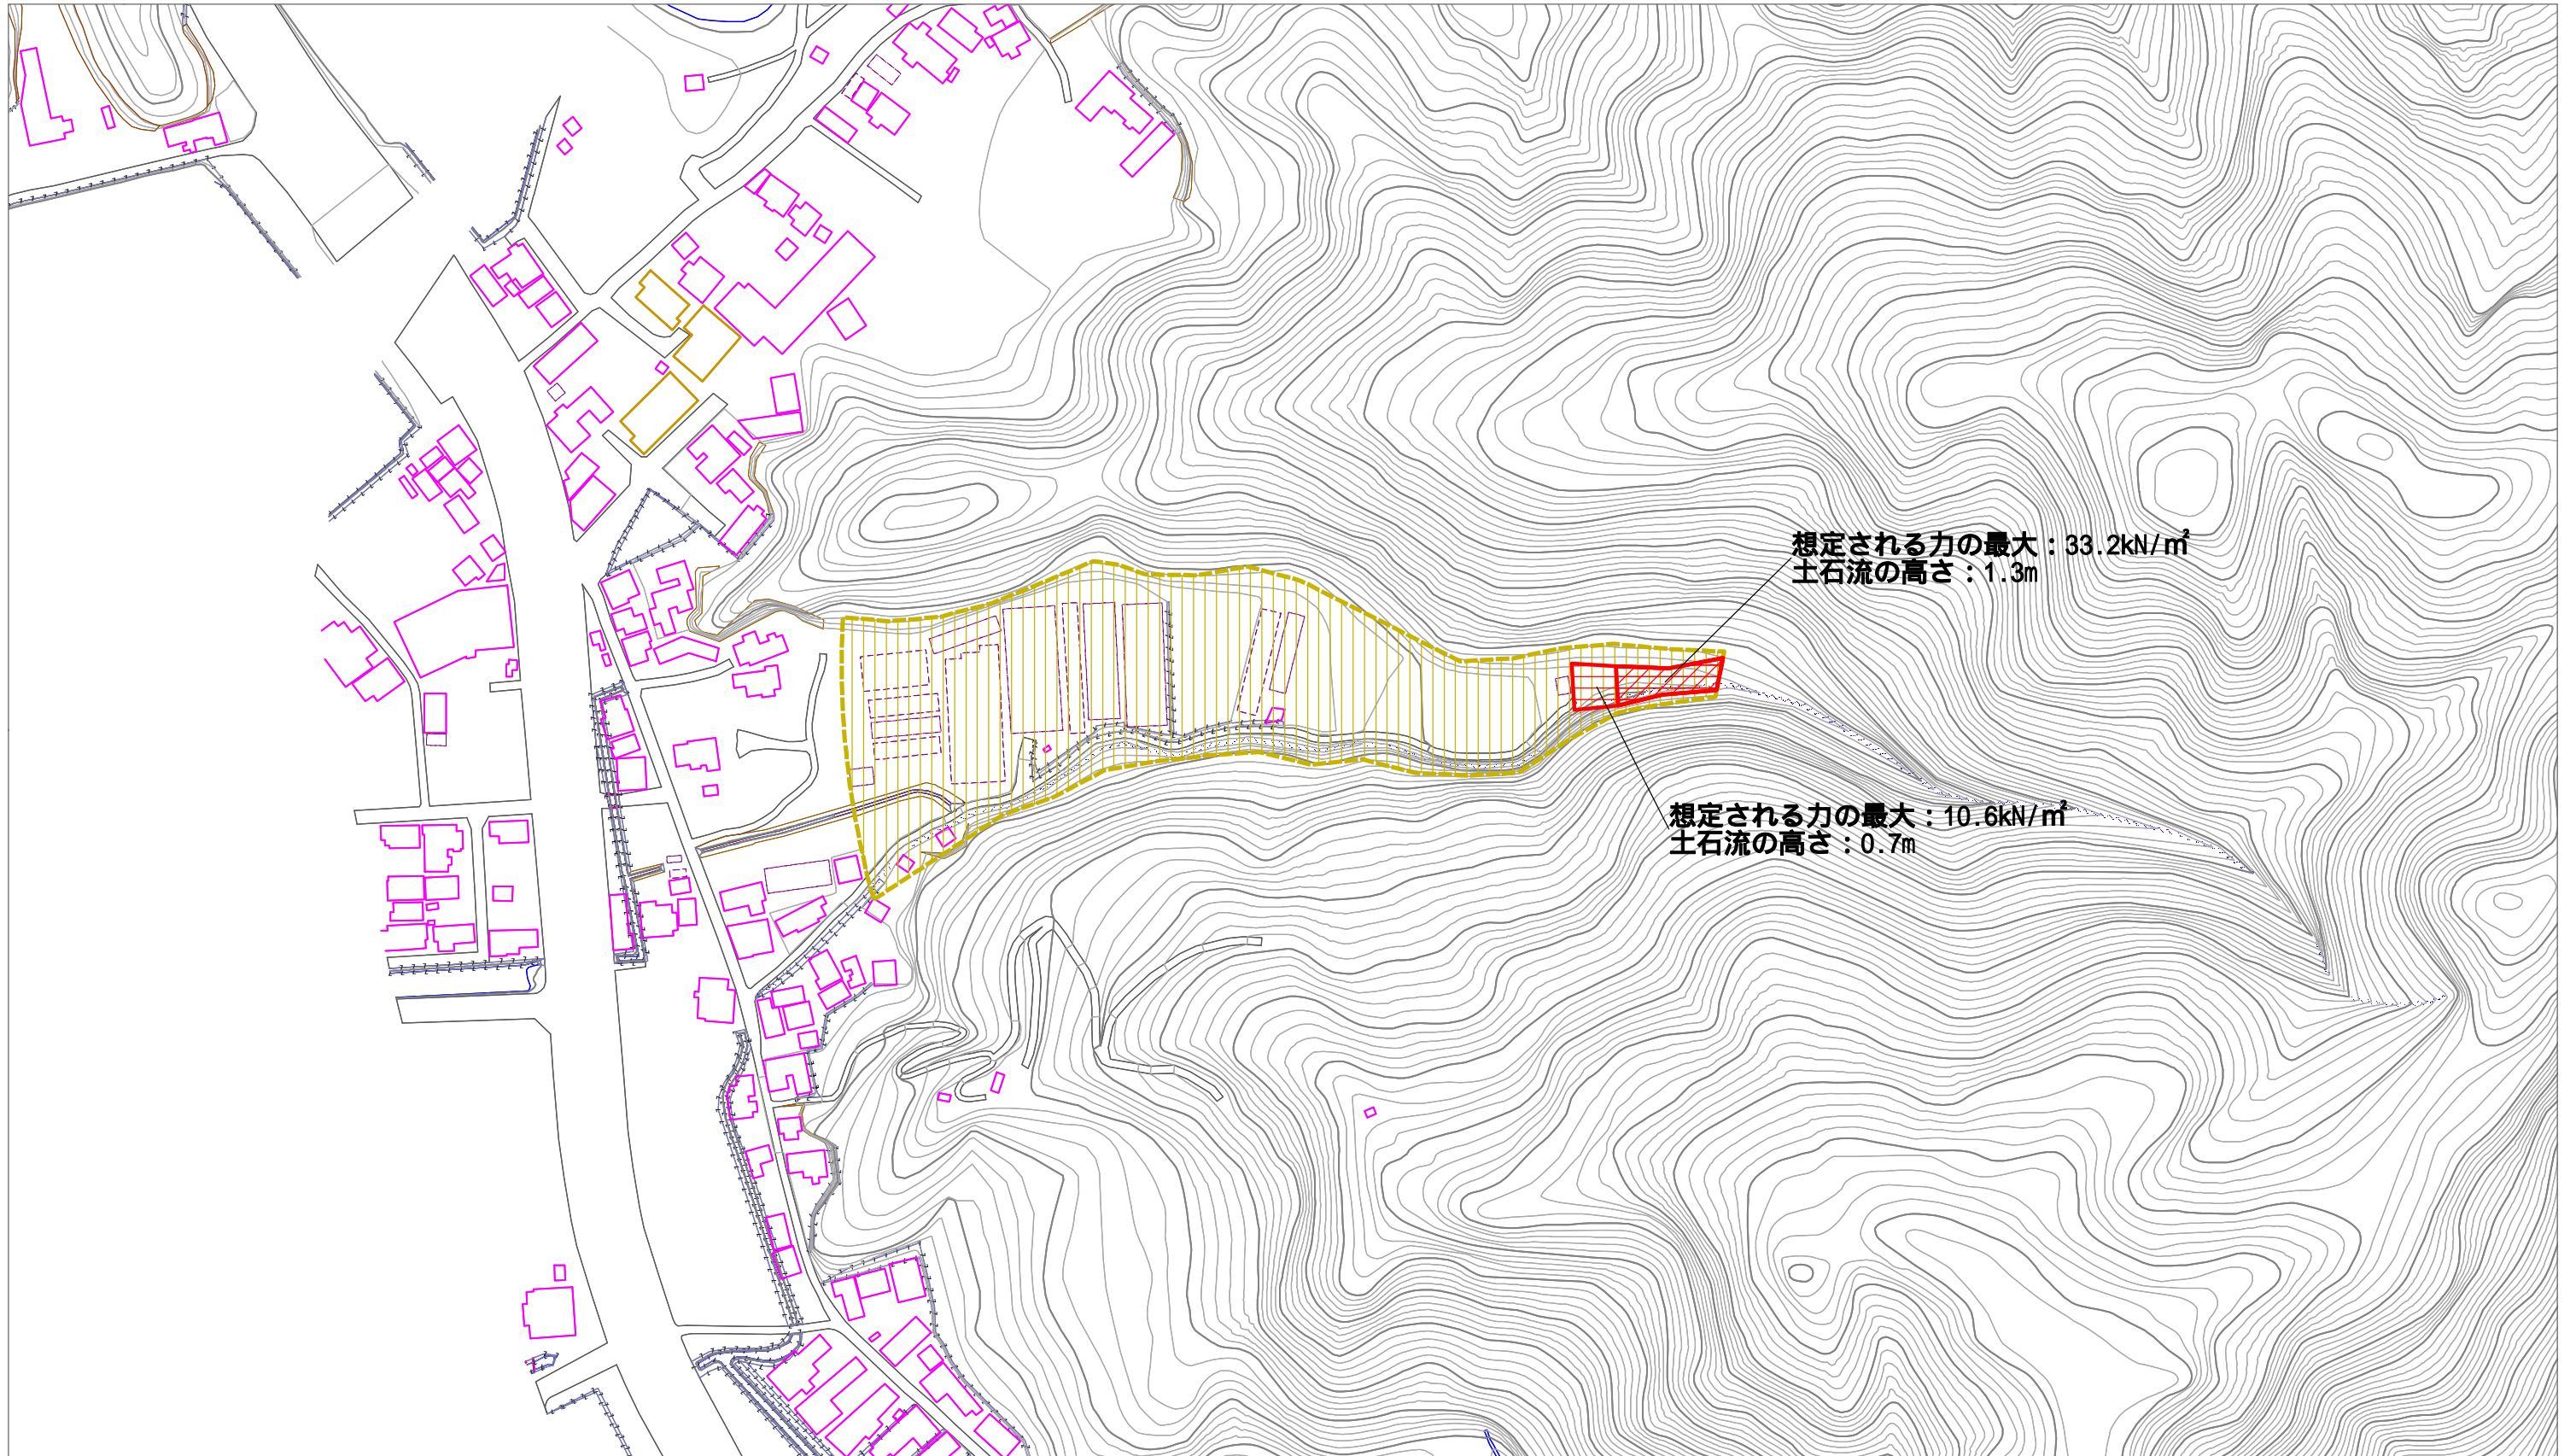 想定される力の最大：33.2kN/㎡
土石流の高さ：1.3m
想定される力の最大：10.6kN/㎡
土石流の高さ：0.7m